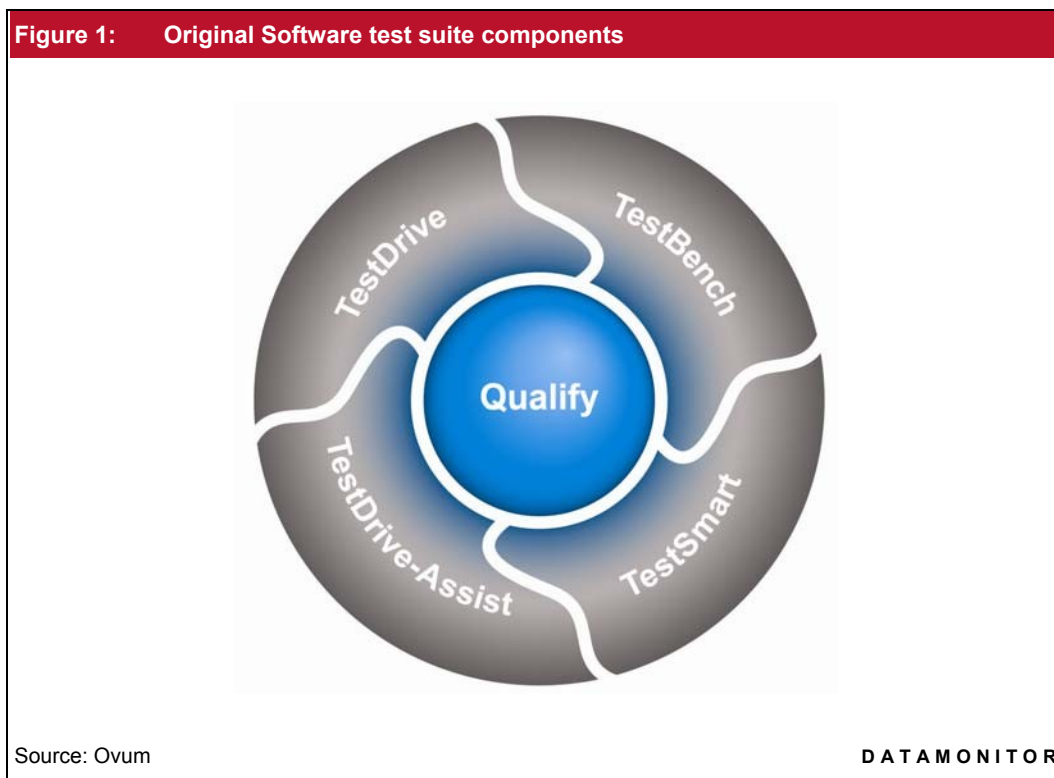 Figure 1: Original Software test suite components
TestDrive
TestBench
Qualify
TestDrive-Assist
TestSmart
Source: Ovum
DATAMONITOR